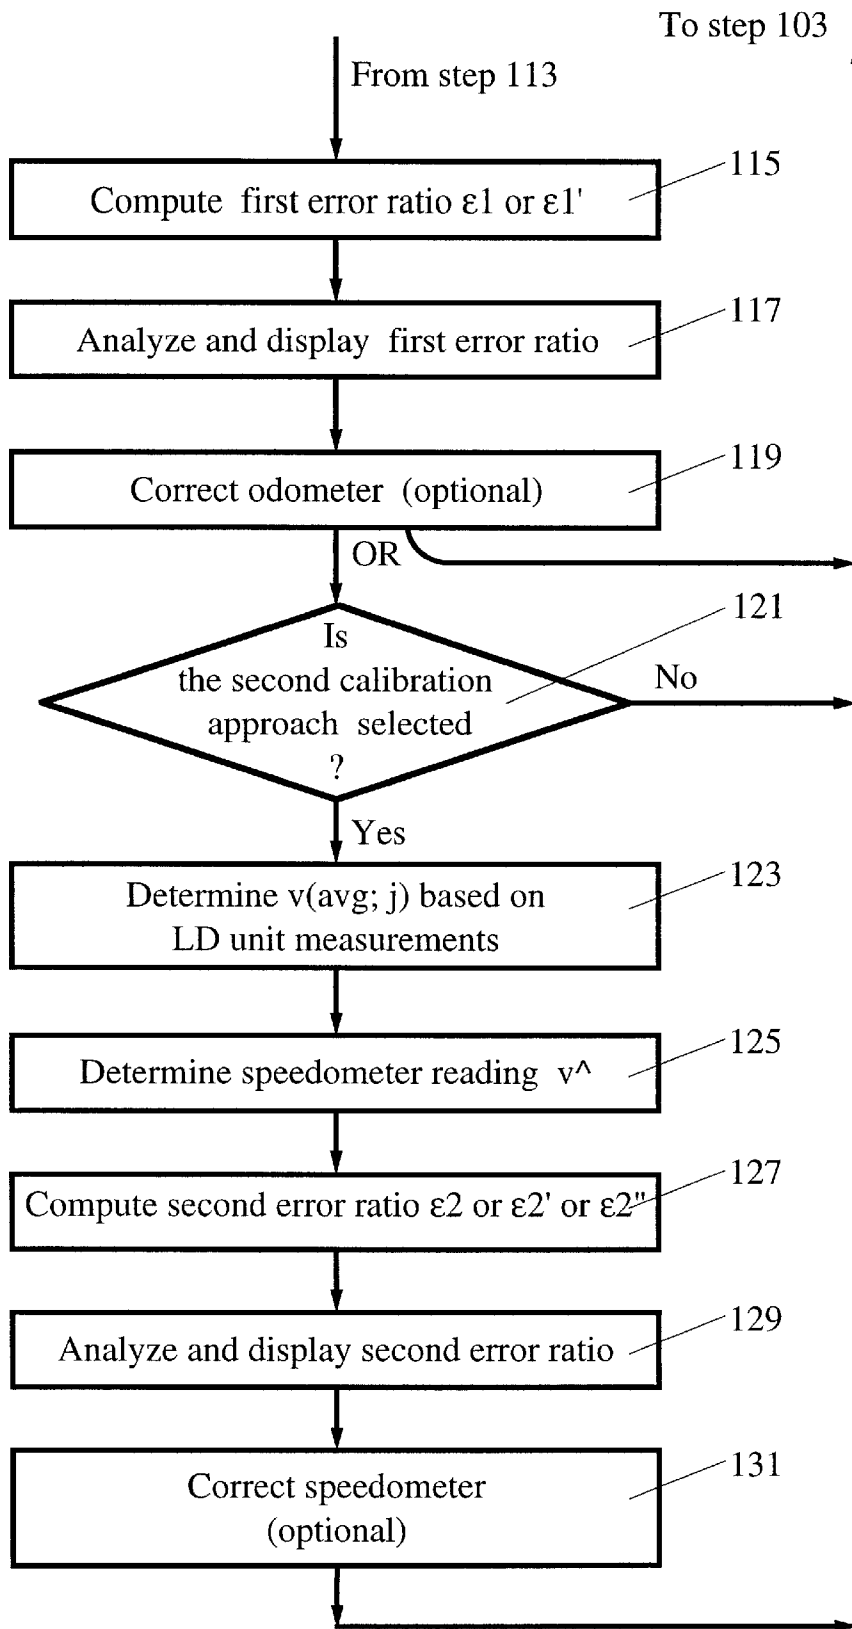 To step 103
From step 113
115
Compute first error ratio ε1 or ε1'
117
Analyze and display first error ratio
119
Correct odometer (optional)
OR
121
Is
the second calibration
approach selected
?
No
Yes
123
Determine v(avg; j) based on
LD unit measurements
125
Determine speedometer reading v^
127
Compute second error ratio ε2 or ε2' or ε2"
129
Analyze and display second error ratio
131
Correct speedometer
(optional)